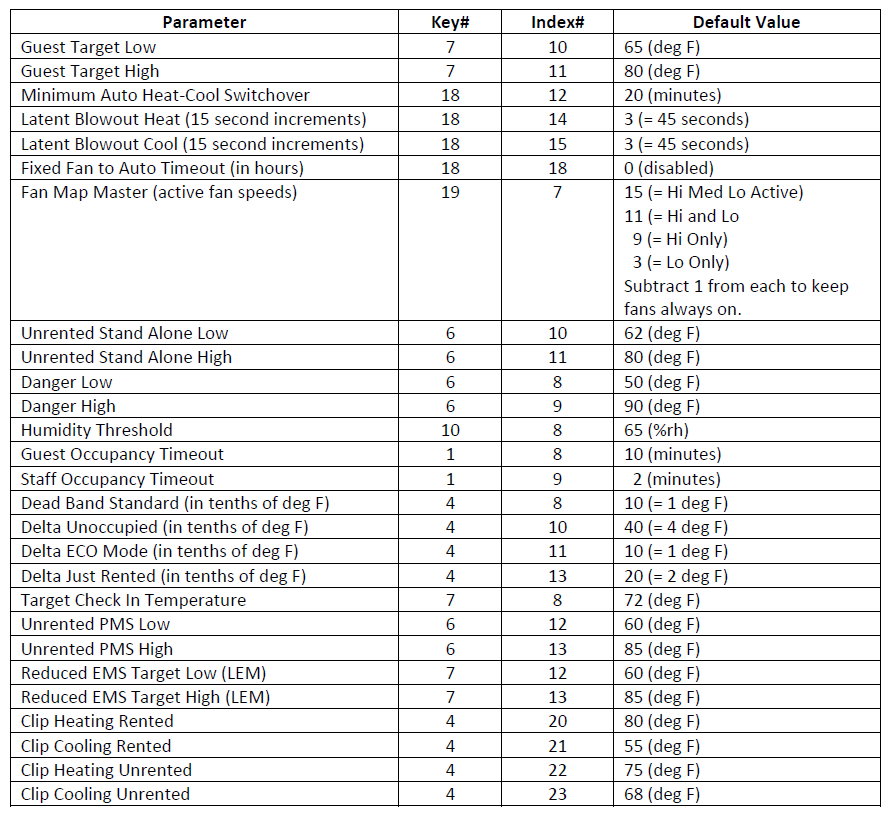 Parameter Key# Index# Default Value
Guest Target Low 7 10 65 (deg F)
Guest Target High 7 11 80 (deg F)
Minimum Auto Heat-Cool Switchover 18 12 20 (minutes)
Latent Blowout Heat (15 second increments) 18 14 3 (= 45 seconds)
Latent Blowout Cool (15 second increments) 18 15 3 (= 45 seconds)
Fixed Fan to Auto Timeout (in hours) 18 18 0 (disabled)
Fan Map Master (active fan speeds) 19 7 15 (= Hi Med Lo Active)
11 (= Hi and Lo
9 (= Hi Only)
3 (= Lo Only)
Subtract 1 from each to keep
fans always on.
Unrented Stand Alone Low 6 10 62 (deg F)
Unrented Stand Alone High 6 11 80 (deg F)
Danger Low 6 8 50 (deg F)
Danger High 6 9 90 (deg F)
Humidity Threshold 10 8 65 (%rh)
Guest Occupancy Timeout 1 8 10 (minutes)
Staff Occupancy Timeout 1 9 2 (minutes)
Dead Band Standard (in tenths of deg F) 4 8 10 (= 1 deg F)
Delta Unoccupied (in tenths of deg F) 4 10 40 (= 4 deg F)
Delta ECO Mode (in tenths of deg F) 4 11 10 (= 1 deg F)
Delta Just Rented (in tenths of deg F) 4 13 20 (= 2 deg F)
Target Check In Temperature 7 8 72 (deg F)
Unrented PMS Low 6 12 60 (deg F)
Unrented PMS High 6 13 85 (deg F)
Reduced EMS Target Low (LEM) 7 12 60 (deg F)
Reduced EMS Target High (LEM) 7 13 85 (deg F)
Clip Heating Rented 4 20 80 (deg F)
Clip Cooling Rented 4 21 55 (deg F)
Clip Heating Unrented 4 22 75 (deg F)
Clip Cooling Unrented 4 23 68 (deg F)